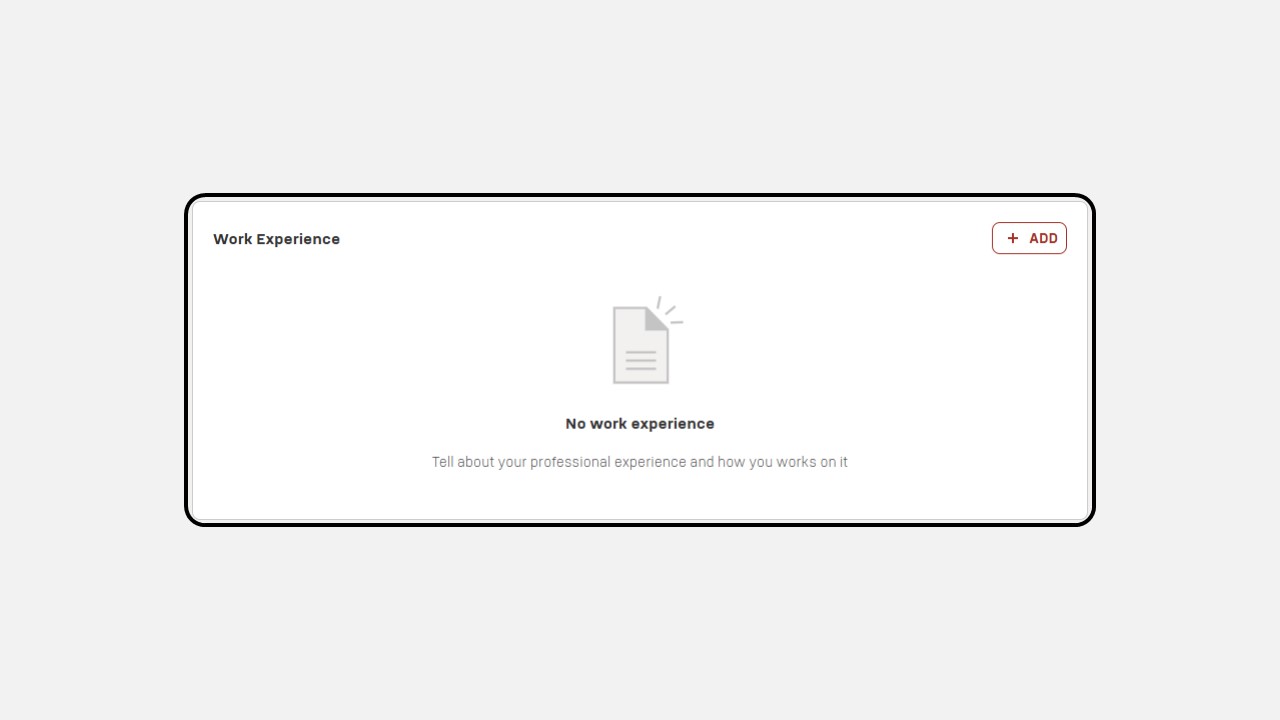 Work Experience
+ ADD
No work experience
Tell about your professional experience and how you works on it